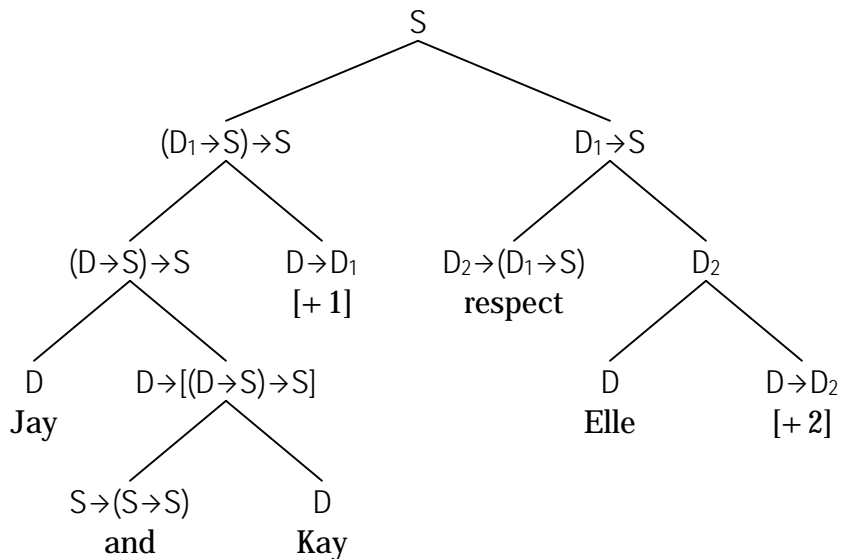 S
(D₁→S)→S D₁→S
(D→S)→S D→D₁ D₂→(D₁→S) D₂
[+1] respect
D D→[(D→S)→S] D D→D₂
Jay Elle [+2]
S→(S→S) D
and Kay